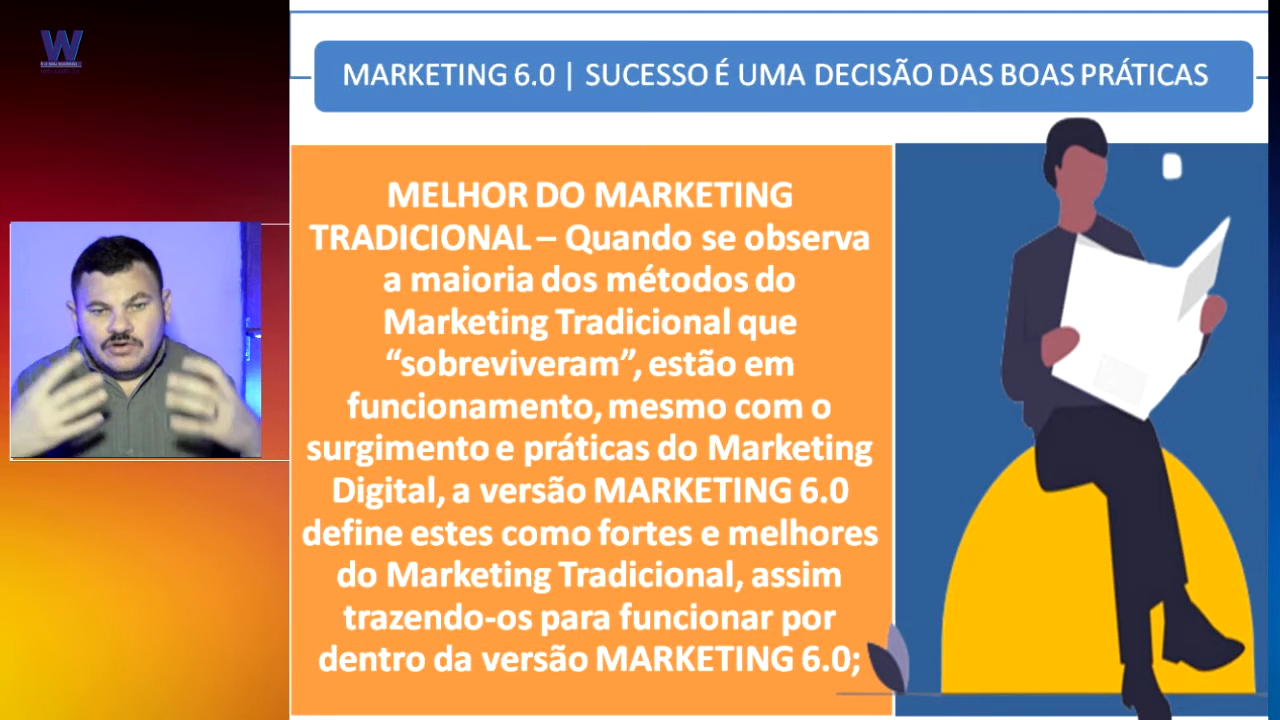 W
MARKETING 6.0 | SUCESSO É UMA DECISÃO DAS BOAS PRÁTICAS
MELHOR DO MARKETING
TRADICIONAL – Quando se observa
a maioria dos métodos do
Marketing Tradicional que
“sobreviveram”, estão em
funcionamento, mesmo com o
surgimento e práticas do Marketing
Digital, a versão MARKETING 6.0
define estes como fortes e melhores
do Marketing Tradicional, assim
trazendo-os para funcionar por
dentro da versão MARKETING 6.0;